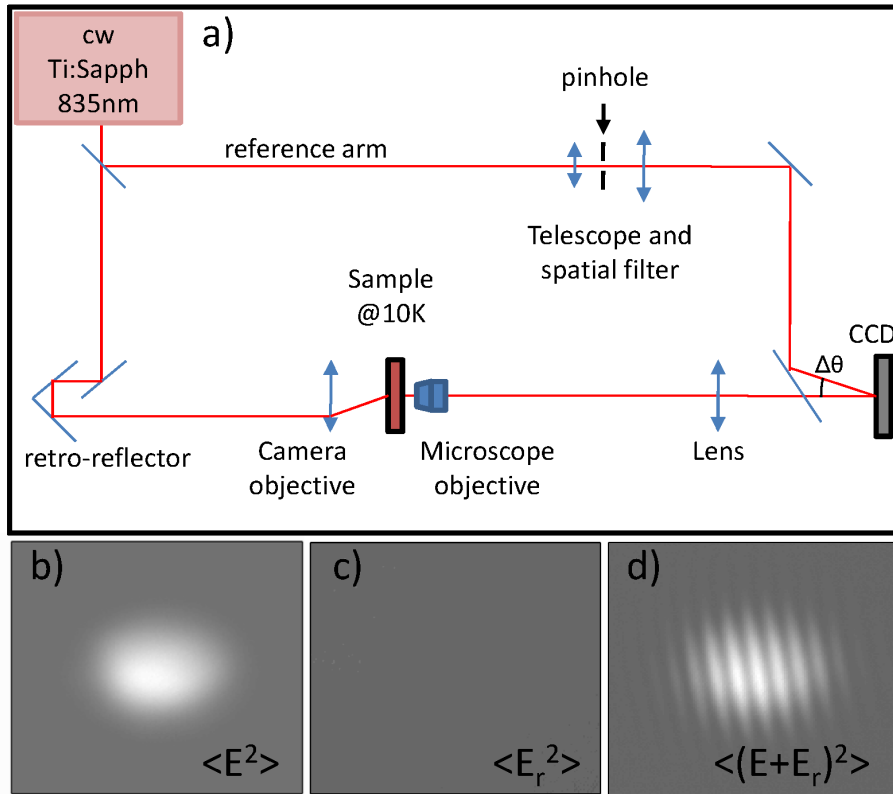 a)
cw
Ti:Sapph
835nm
pinhole
reference arm
Telescope and
spatial filter
Sample
@10K
CCD
Δθ
retro-reflector
Camera
objective
Microscope
objective
Lens
b)
<E²>
c)
<Eᵣ²>
d)
<(E+Eᵣ)²>